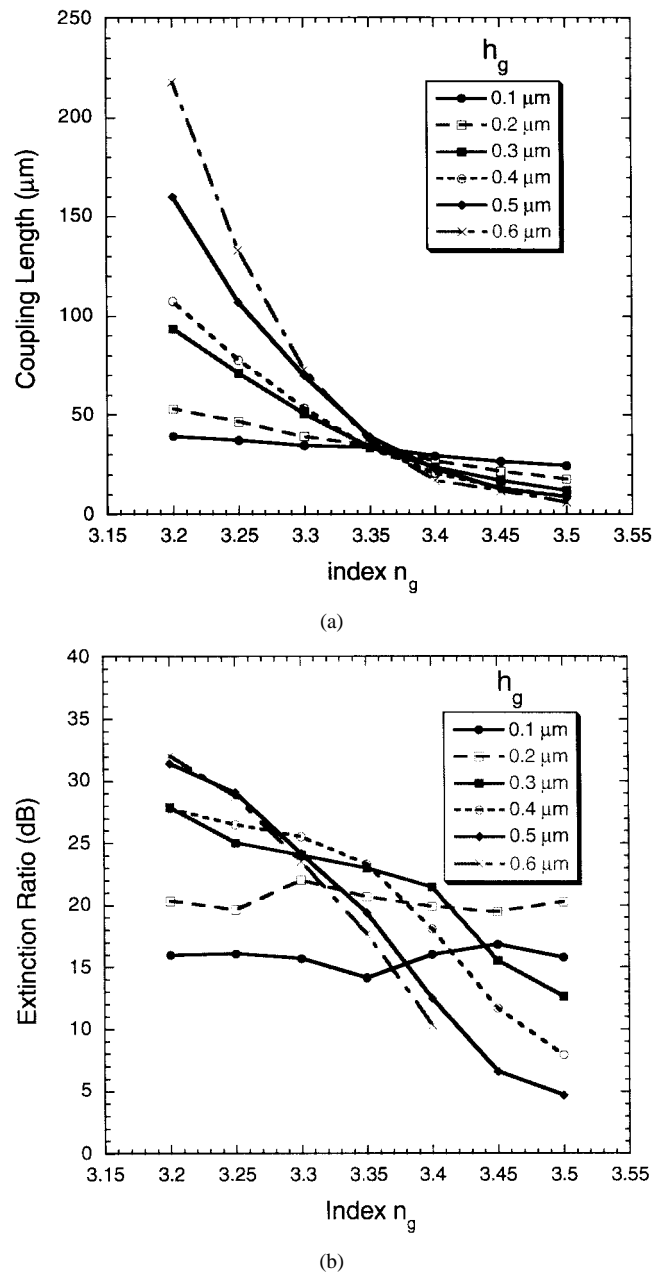 250
200
150
100
50
0
Coupling Length (μm)
h_g
0.1 μm
0.2 μm
0.3 μm
0.4 μm
0.5 μm
0.6 μm
3.15 3.2 3.25 3.3 3.35 3.4 3.45 3.5 3.55
index n_g
(a)
40
35
30
25
20
15
10
5
0
Extinction Ratio (dB)
h_g
0.1 μm
0.2 μm
0.3 μm
0.4 μm
0.5 μm
0.6 μm
3.15 3.2 3.25 3.3 3.35 3.4 3.45 3.5 3.55
Index n_g
(b)